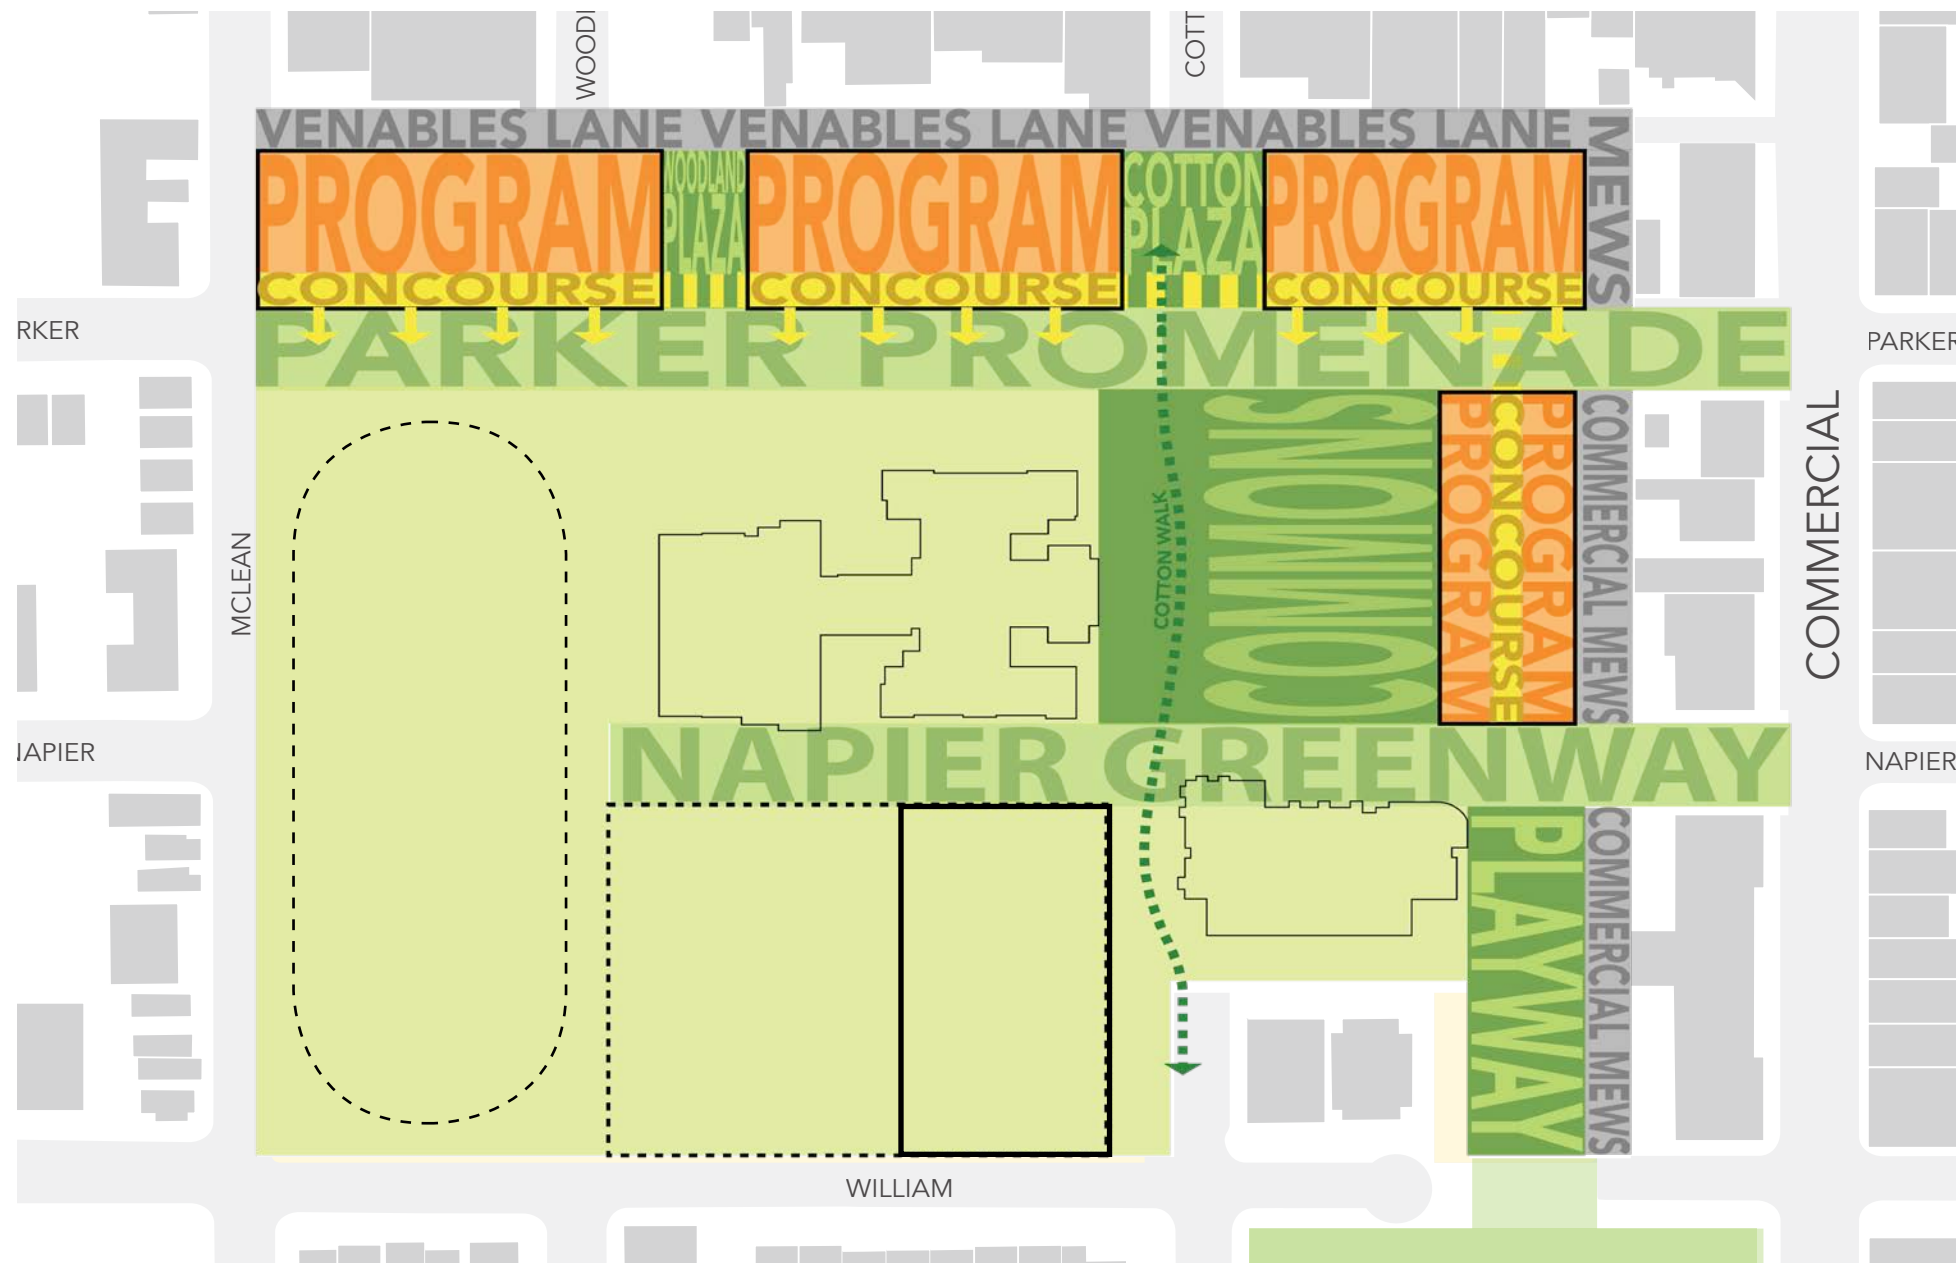 WOODI
COTT
VENABLES LANE VENABLES LANE VENABLES LANE
MEWS
PROGRAM
WOODLAND
PLAZA
PROGRAM
COTTON
PLAZA
PROGRAM
CONCOURSE
CONCOURSE
CONCOURSE
RKER
PARKER PROMENADE
PARKER
MCLEAN
COTTON WALK
COMMONS
PROGRAM
CONCOURSE
PROGRAM
COMMERCIAL MEWS
COMMERCIAL
NAPIER
NAPIER GREENWAY
NAPIER
PLAYWAY
COMMERCIAL MEWS
WILLIAM